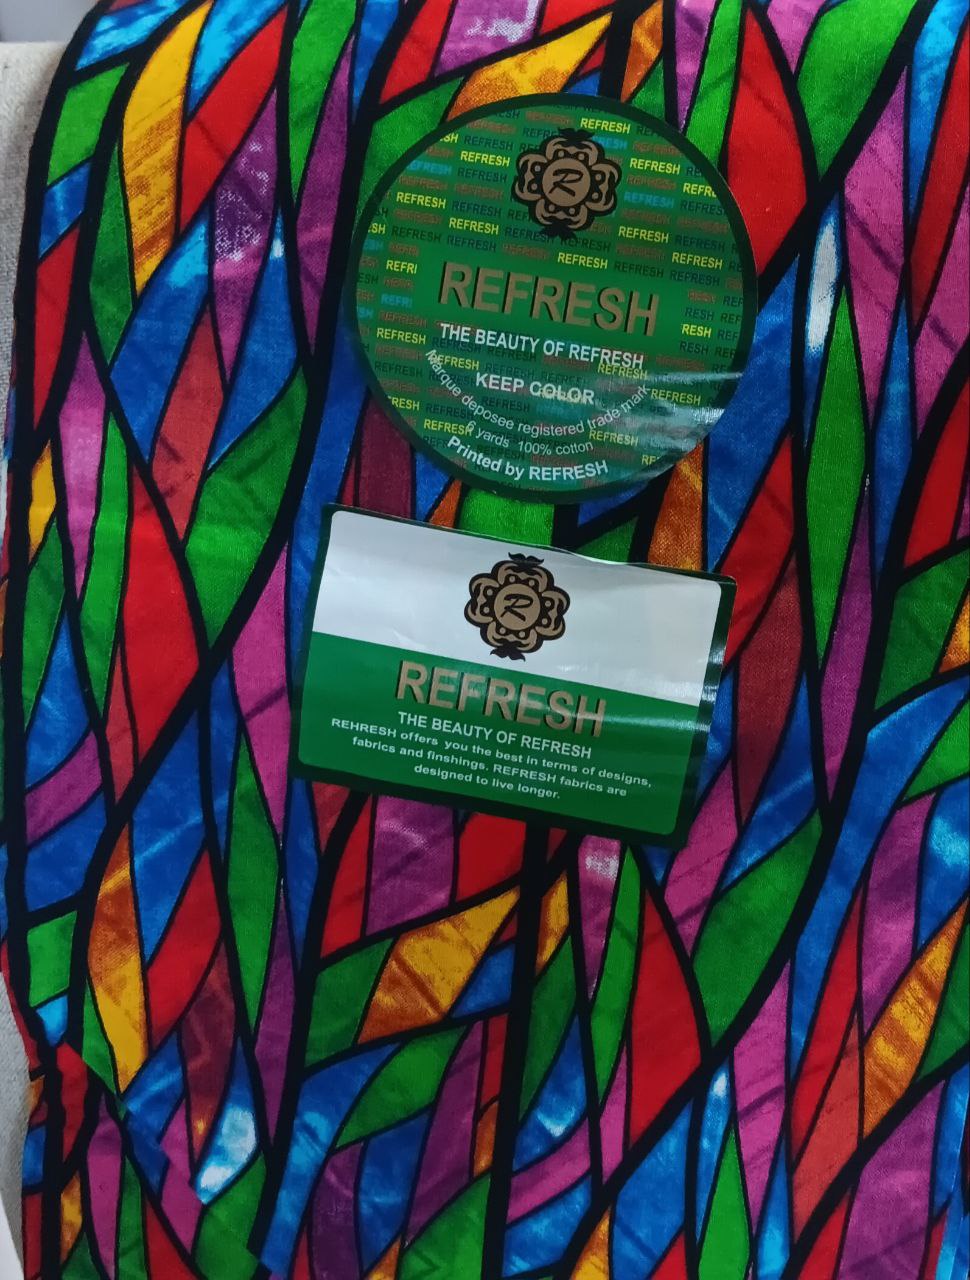 R
REFRESH
THE BEAUTY OF REFRESH
KEEP COLOR
Marque deposee registered trade mark
6 yards 100% cotton
Printed by REFRESH
R
REFRESH
THE BEAUTY OF REFRESH
REHRESH offers you the best in terms of designs,
fabrics and finshings. REFRESH fabrics are
designed to live longer.